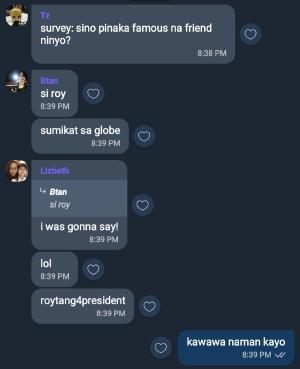 Tz
survey: sino pinaka famous na friend
ninyo?
8:38 PM
Btan
si roy
8:39 PM
sumikat sa globe
8:39 PM
Lizbeth
Btan
si roy
i was gonna say!
8:39 PM
lol
8:39 PM
roytang4president
8:39 PM
kawawa naman kayo
8:39 PM